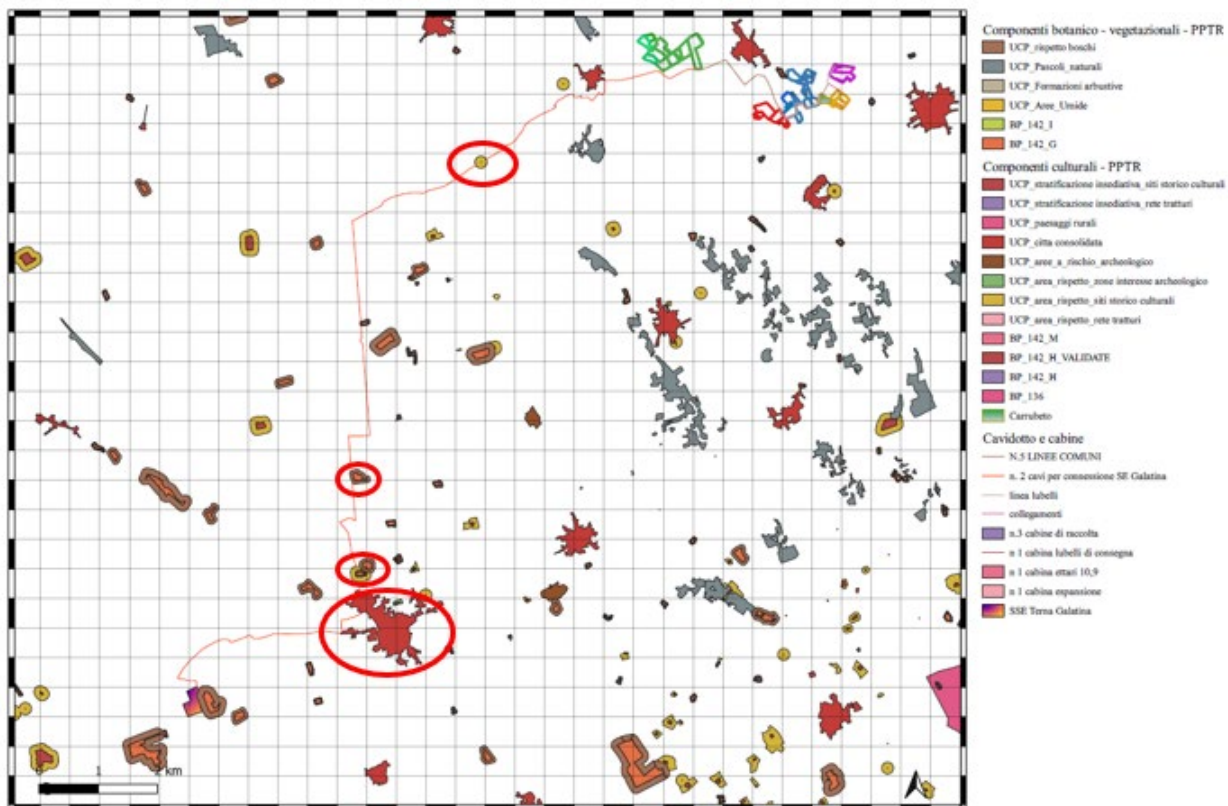 Componenti botanico - vegetazionali - PPTR
UCP_rispetto boschi
UCP_Pascoli_naturali
UCP_Formazioni arbustive
UCP_Aree_Umide
BP_142_I
BP_142_G
Componenti culturali - PPTR
UCP_stratificazione insediativa_siti storico culturali
UCP_stratificazione insediativa_rete tratturi
UCP_paesaggi rurali
UCP_citta consolidata
UCP_aree_a_rischio_archeologico
UCP_area_rispetto_zone interesse archeologico
UCP_area_rispetto_siti storico culturali
UCP_area_rispetto_rete tratturi
BP_142_M
BP_142_H_VALIDATE
BP_142_H
BP_136
Carrubeto
Cavidotto e cabine
N.5 LINEE COMUNI
n. 2 cavi per connessione SE Galatina
linea lubelli
collegamenti
n.3 cabine di raccolta
n 1 cabina lubelli di consegna
n 1 cabina ettari 10,9
n 1 cabina espansione
SSE Terna Galatina
0 1 2 km